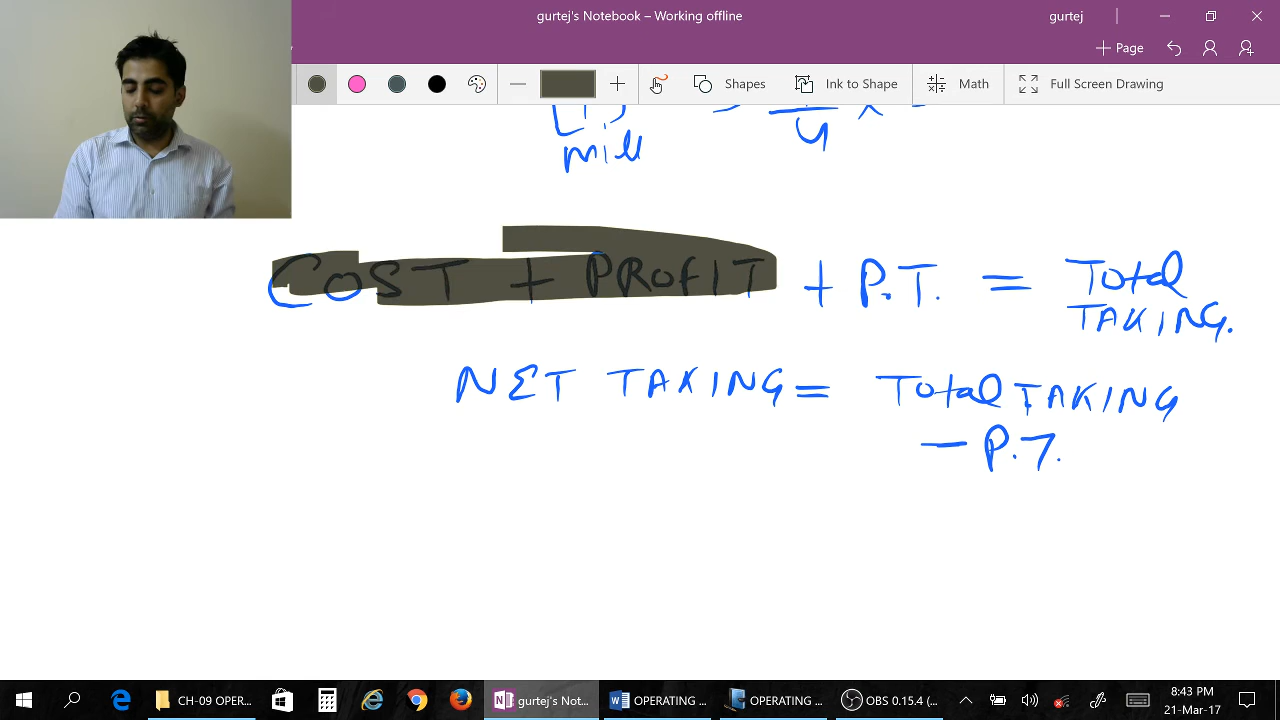 gurtej's Notebook – Working offline
gurtej
Page
Shapes
Ink to Shape
Math
Full Screen Drawing
4
mill
COST + PROFIT + P.T. = Total TAKING.
NET TAKING = Total TAKING
— P.T.
CH-09 OPER...
gurtej's Not...
OPERATING ...
OPERATING ...
OBS 0.15.4 (...
8:43 PM
21-Mar-17